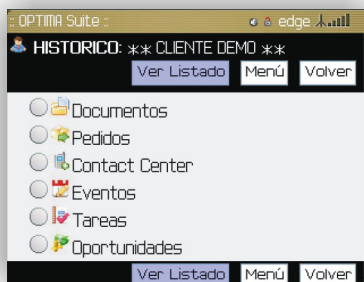 :: OPTIMA Suite :: edge
HISTORICO: ** CLIENTE DEMO **
Ver Listado Menú Volver
Documentos
Pedidos
Contact Center
Eventos
Tareas
Oportunidades
Ver Listado Menú Volver